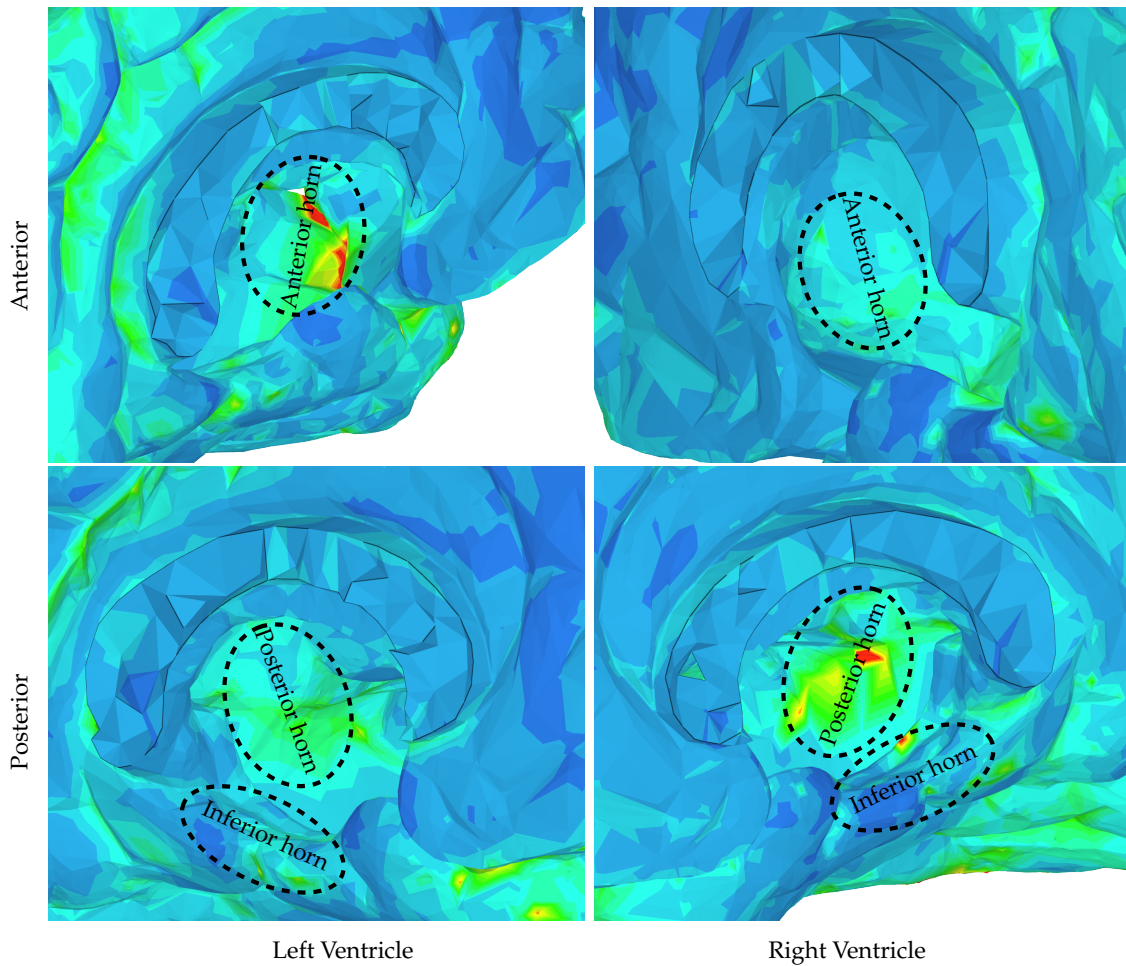 Anterior
Anterior horn
Anterior horn
Posterior
Posterior horn
Inferior horn
Posterior horn
Inferior horn
Left Ventricle
Right Ventricle